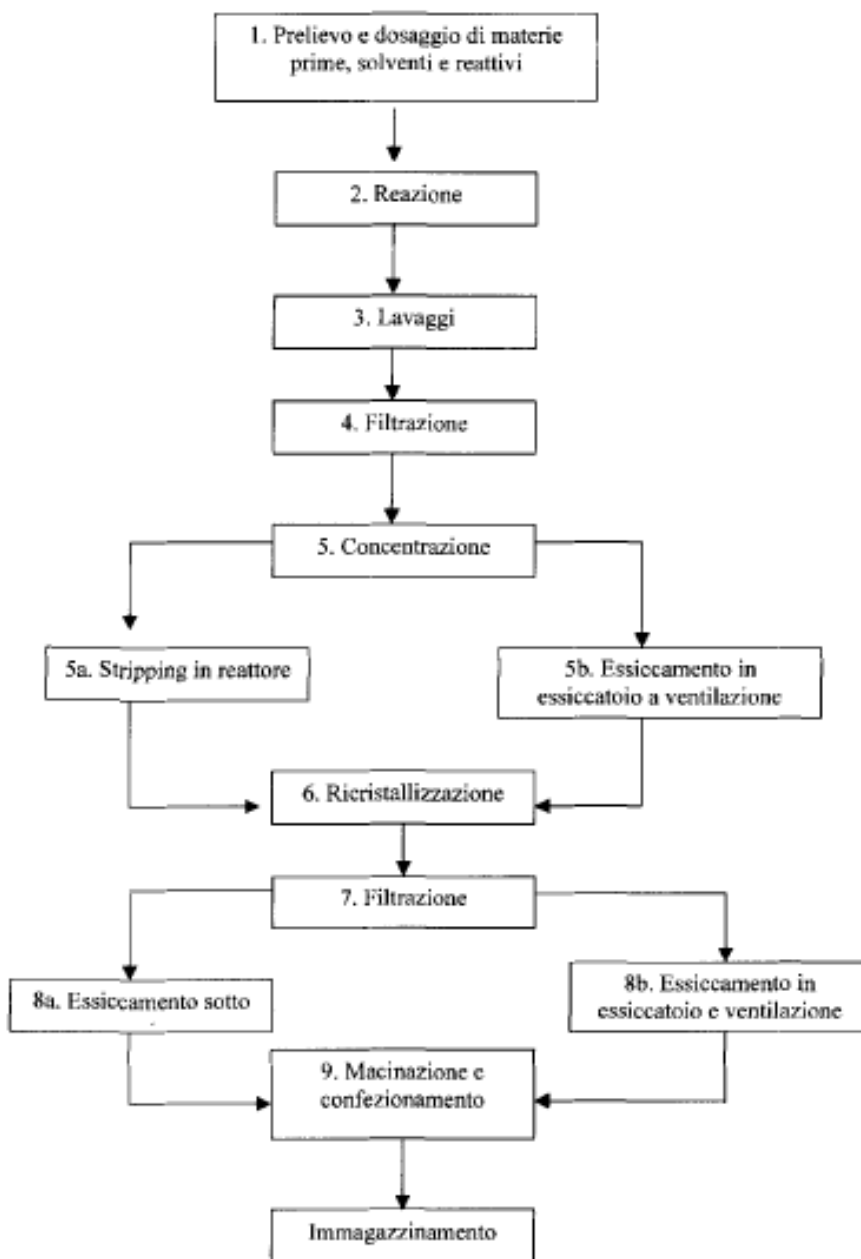 1. Prelievo e dosaggio di materie
prime, solventi e reattivi
2. Reazione
3. Lavaggi
4. Filtrazione
5. Concentrazione
5a. Stripping in reattore
5b. Essiccamento in
essiccatoio a ventilazione
6. Ricristallizzazione
7. Filtrazione
8a. Essiccamento sotto
8b. Essiccamento in
essiccatoio e ventilazione
9. Macinazione e
confezionamento
Immagazzinamento